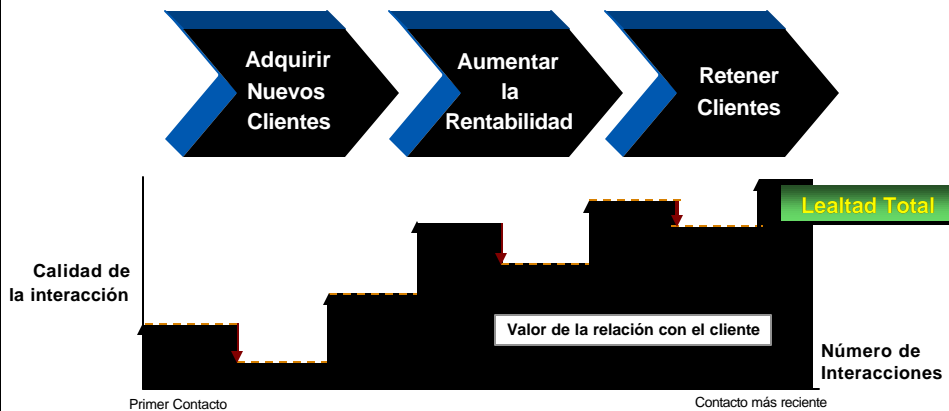 Adquirir
Nuevos
Clientes
Aumentar
la
Rentabilidad
Retener
Clientes
Lealtad Total
Calidad de
la interacción
Valor de la relación con el cliente
Número de
Interacciones
Primer Contacto
Contacto más reciente